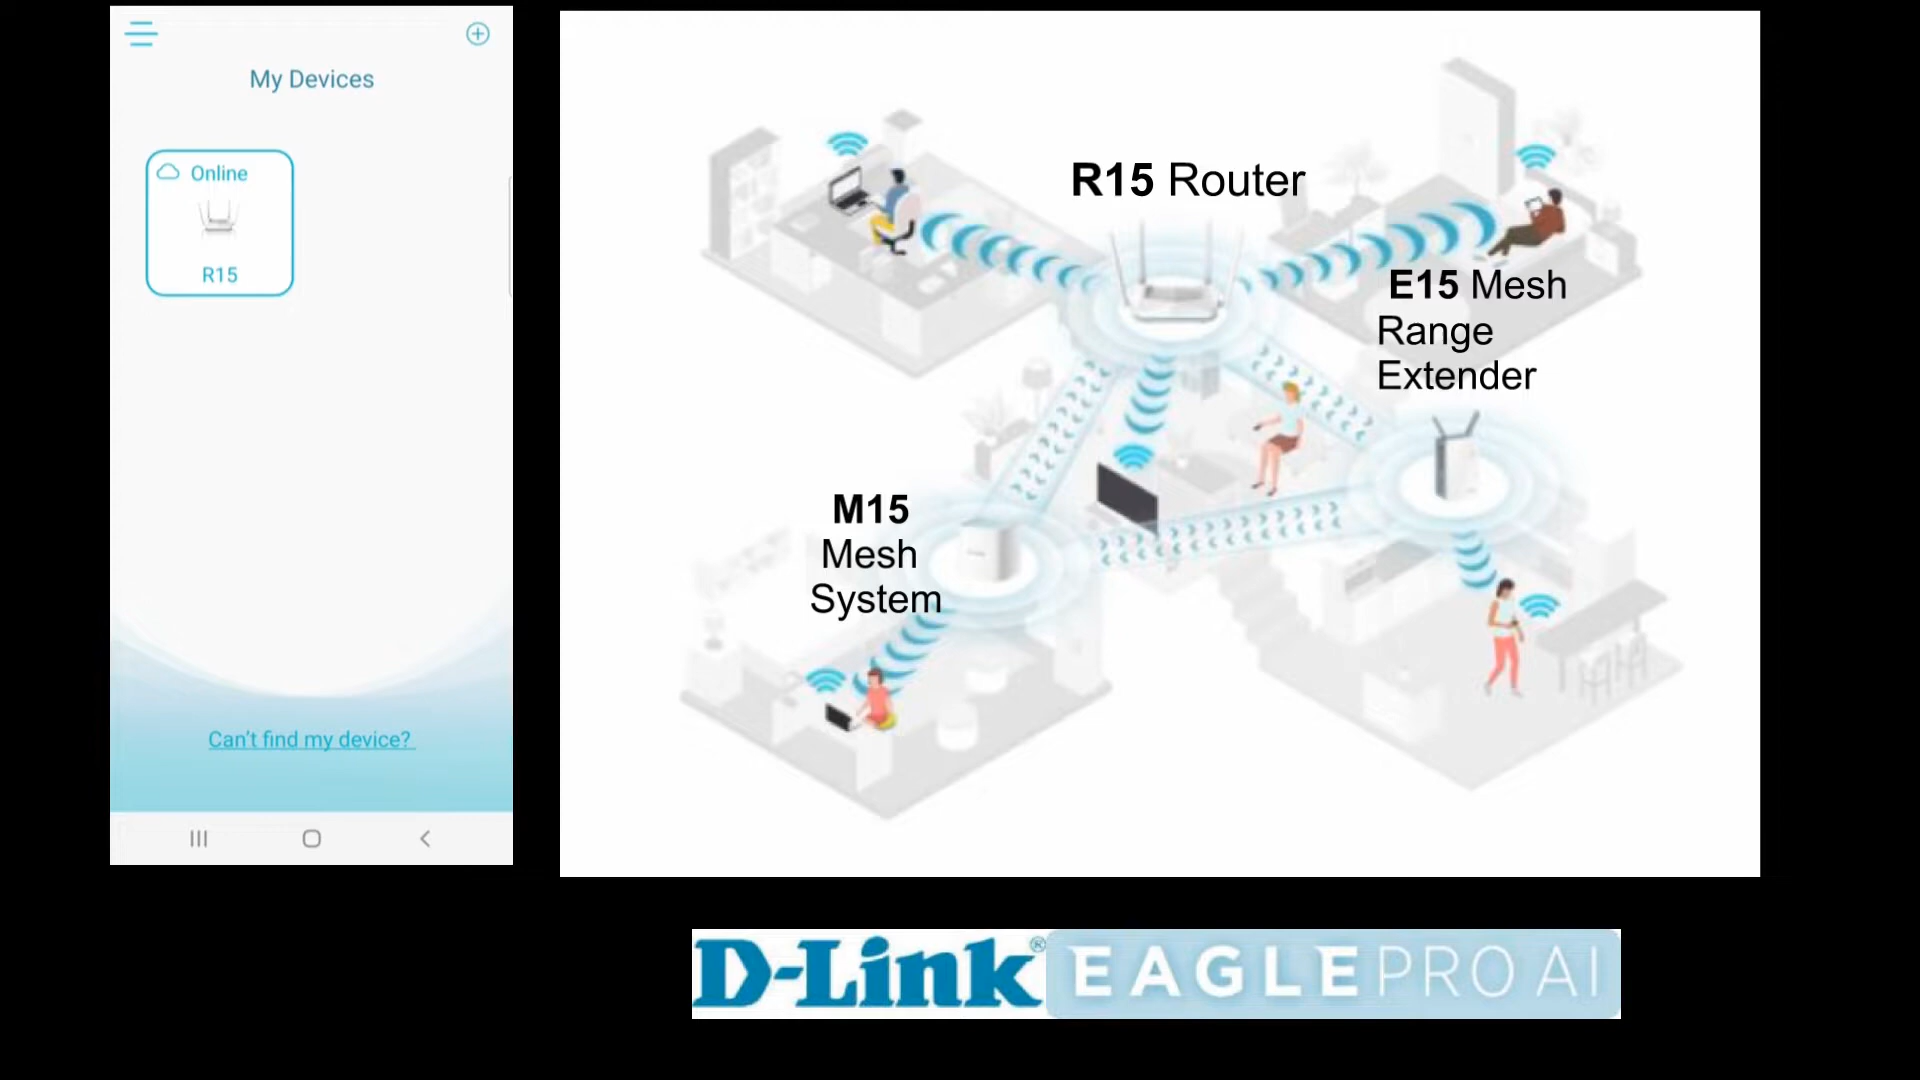 My Devices
Online
R15
Can't find my device?
R15 Router
E15 Mesh
Range
Extender
M15
Mesh
System
D-Link®
EAGLE PRO AI